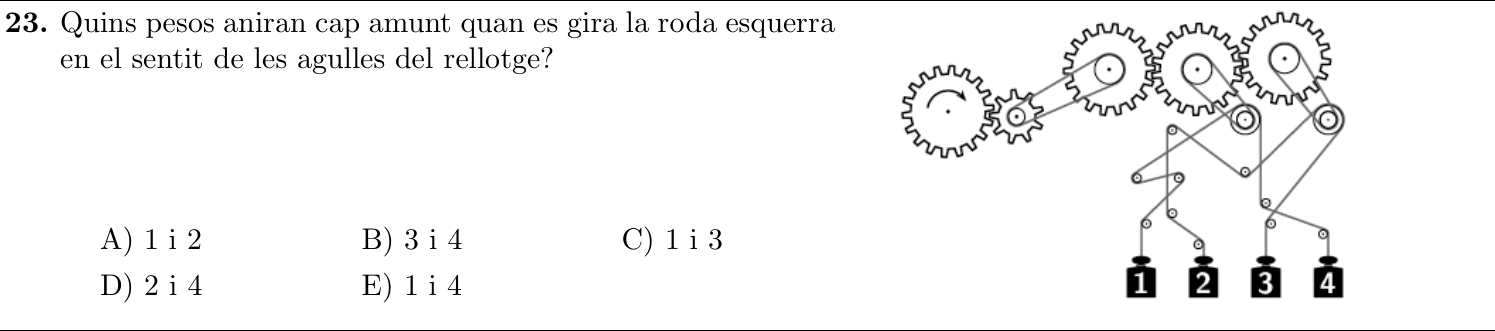 23. Quins pesos aniran cap amunt quan es gira la roda esquerra
en el sentit de les agulles del rellotge?
A) 1 i 2 B) 3 i 4 C) 1 i 3
D) 2 i 4 E) 1 i 4
1 2 3 4